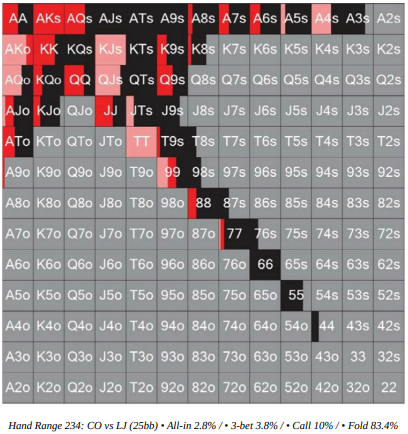 AA AKs AQs AJs ATs A9s A8s A7s A6s A5s A4s A3s A2s
AKo KK KQs KJs KTs K9s K8s K7s K6s K5s K4s K3s K2s
AQo KQo QQ QJs QTs Q9s Q8s Q7s Q6s Q5s Q4s Q3s Q2s
AJo KJo QJo JJ JTs J9s J8s J7s J6s J5s J4s J3s J2s
ATo KTo QTo JTo TT T9s T8s T7s T6s T5s T4s T3s T2s
A9o K9o Q9o J9o T9o 99 98s 97s 96s 95s 94s 93s 92s
A8o K8o Q8o J8o T8o 98o 88 87s 86s 85s 84s 83s 82s
A7o K7o Q7o J7o T7o 97o 87o 77 76s 75s 74s 73s 72s
A6o K6o Q6o J6o T6o 96o 86o 76o 66 65s 64s 63s 62s
A5o K5o Q5o J5o T5o 95o 85o 75o 65o 55 54s 53s 52s
A4o K4o Q4o J4o T4o 94o 84o 74o 64o 54o 44 43s 42s
A3o K3o Q3o J3o T3o 93o 83o 73o 63o 53o 43o 33 32s
A2o K2o Q2o J2o T2o 92o 82o 72o 62o 52o 42o 32o 22
Hand Range 234: CO vs LJ (25bb) • All-in 2.8% / • 3-bet 3.8% / • Call 10% / • Fold 83.4%